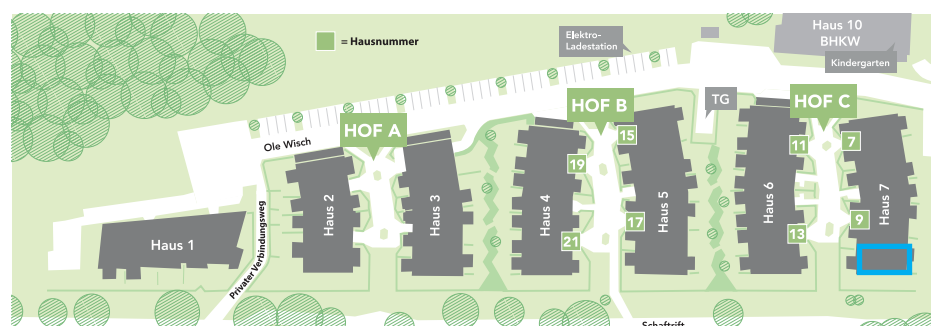 Haus 10
BHKW
Kindergarten
Elektro-
Ladestation
= Hausnummer
TG
HOF A
HOF B
HOF C
Ole Wisch
15
11
7
19
17
9
21
13
Haus 1
Haus 2
Haus 3
Haus 4
Haus 5
Haus 6
Haus 7
Privater Verbindungsweg
Schaftrift